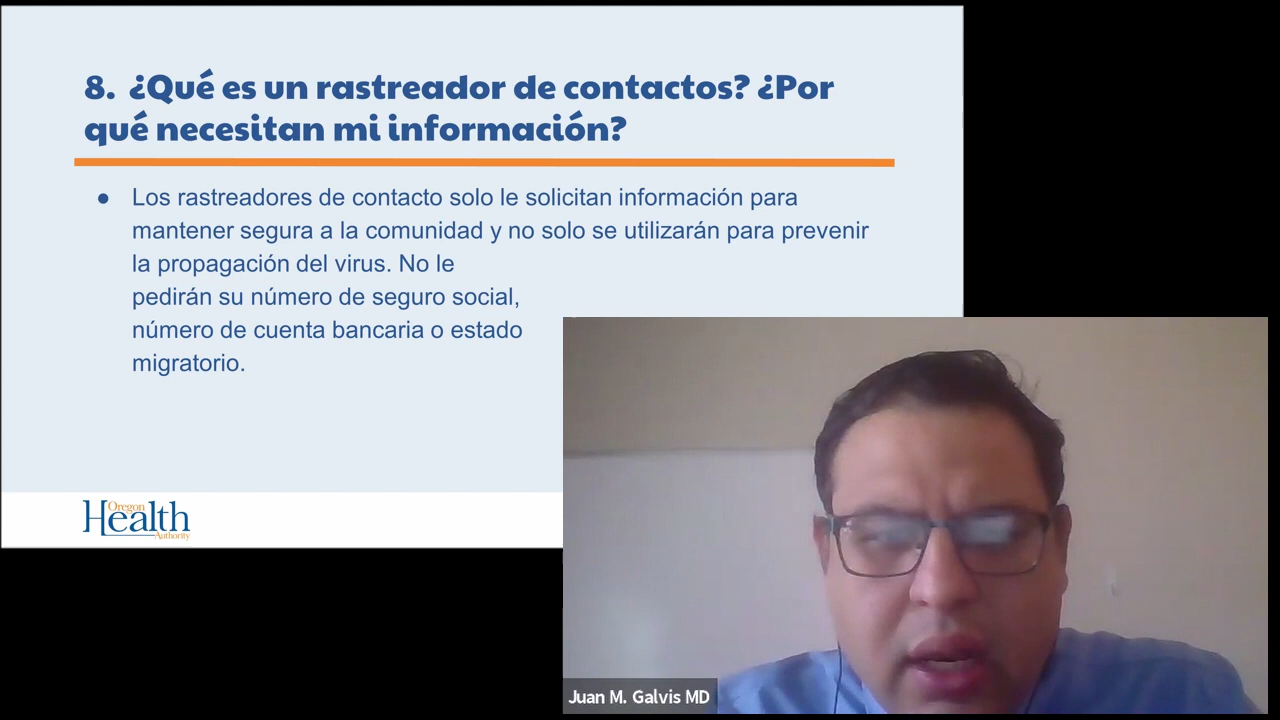 8. ¿Qué es un rastreador de contactos? ¿Por
qué necesitan mi información?
● Los rastreadores de contacto solo le solicitan información para
mantener segura a la comunidad y no solo se utilizarán para prevenir
la propagación del virus. No le
pedirán su número de seguro social,
número de cuenta bancaria o estado
migratorio.
Oregon
Health
Authority
Juan M. Galvis MD